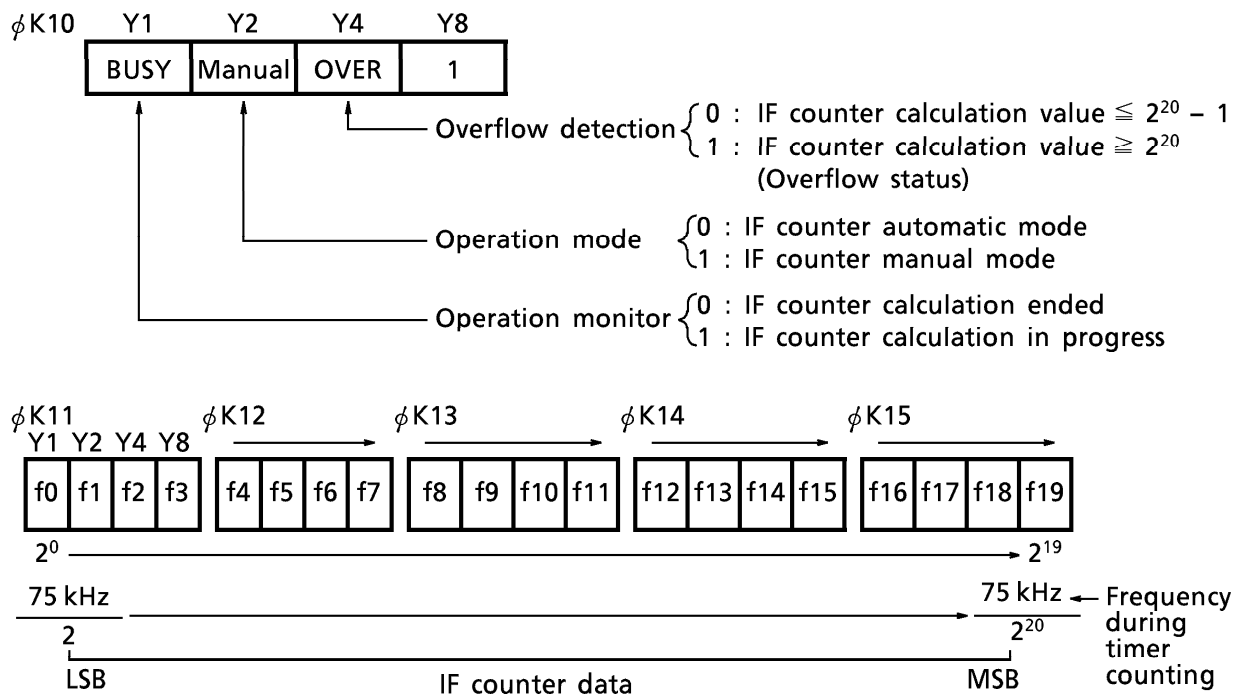 ϕK10 Y1 Y2 Y4 Y8
BUSY Manual OVER 1
Overflow detection { 0 : IF counter calculation value ≦ 2²⁰ – 1
1 : IF counter calculation value ≧ 2²⁰
(Overflow status)
Operation mode { 0 : IF counter automatic mode
1 : IF counter manual mode
Operation monitor { 0 : IF counter calculation ended
1 : IF counter calculation in progress
ϕK11 ϕK12 ϕK13 ϕK14 ϕK15
Y1 Y2 Y4 Y8
f0 f1 f2 f3 f4 f5 f6 f7 f8 f9 f10 f11 f12 f13 f14 f15 f16 f17 f18 f19
2⁰ 2¹⁹
75 kHz 75 kHz
2 2²⁰
Frequency
during
timer
counting
LSB IF counter data MSB